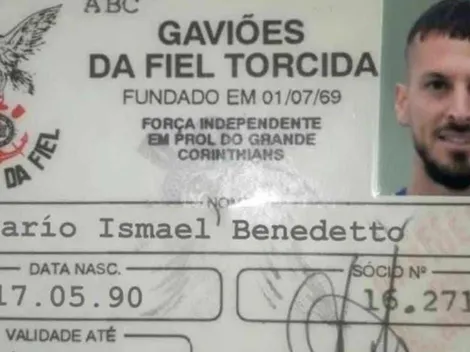 ABC
GAVIÕES
DA FIEL TORCIDA
FUNDADO EM 01/07/69
FORÇA INDEPENDENTE
EM PROL DO GRANDE
CORINTHIANS
DA FIEL
NOME
arío Ismael Benedetto
DATA NASC.
SÓCIO Nº
17.05.90
16.271
VALIDADE ATÉ